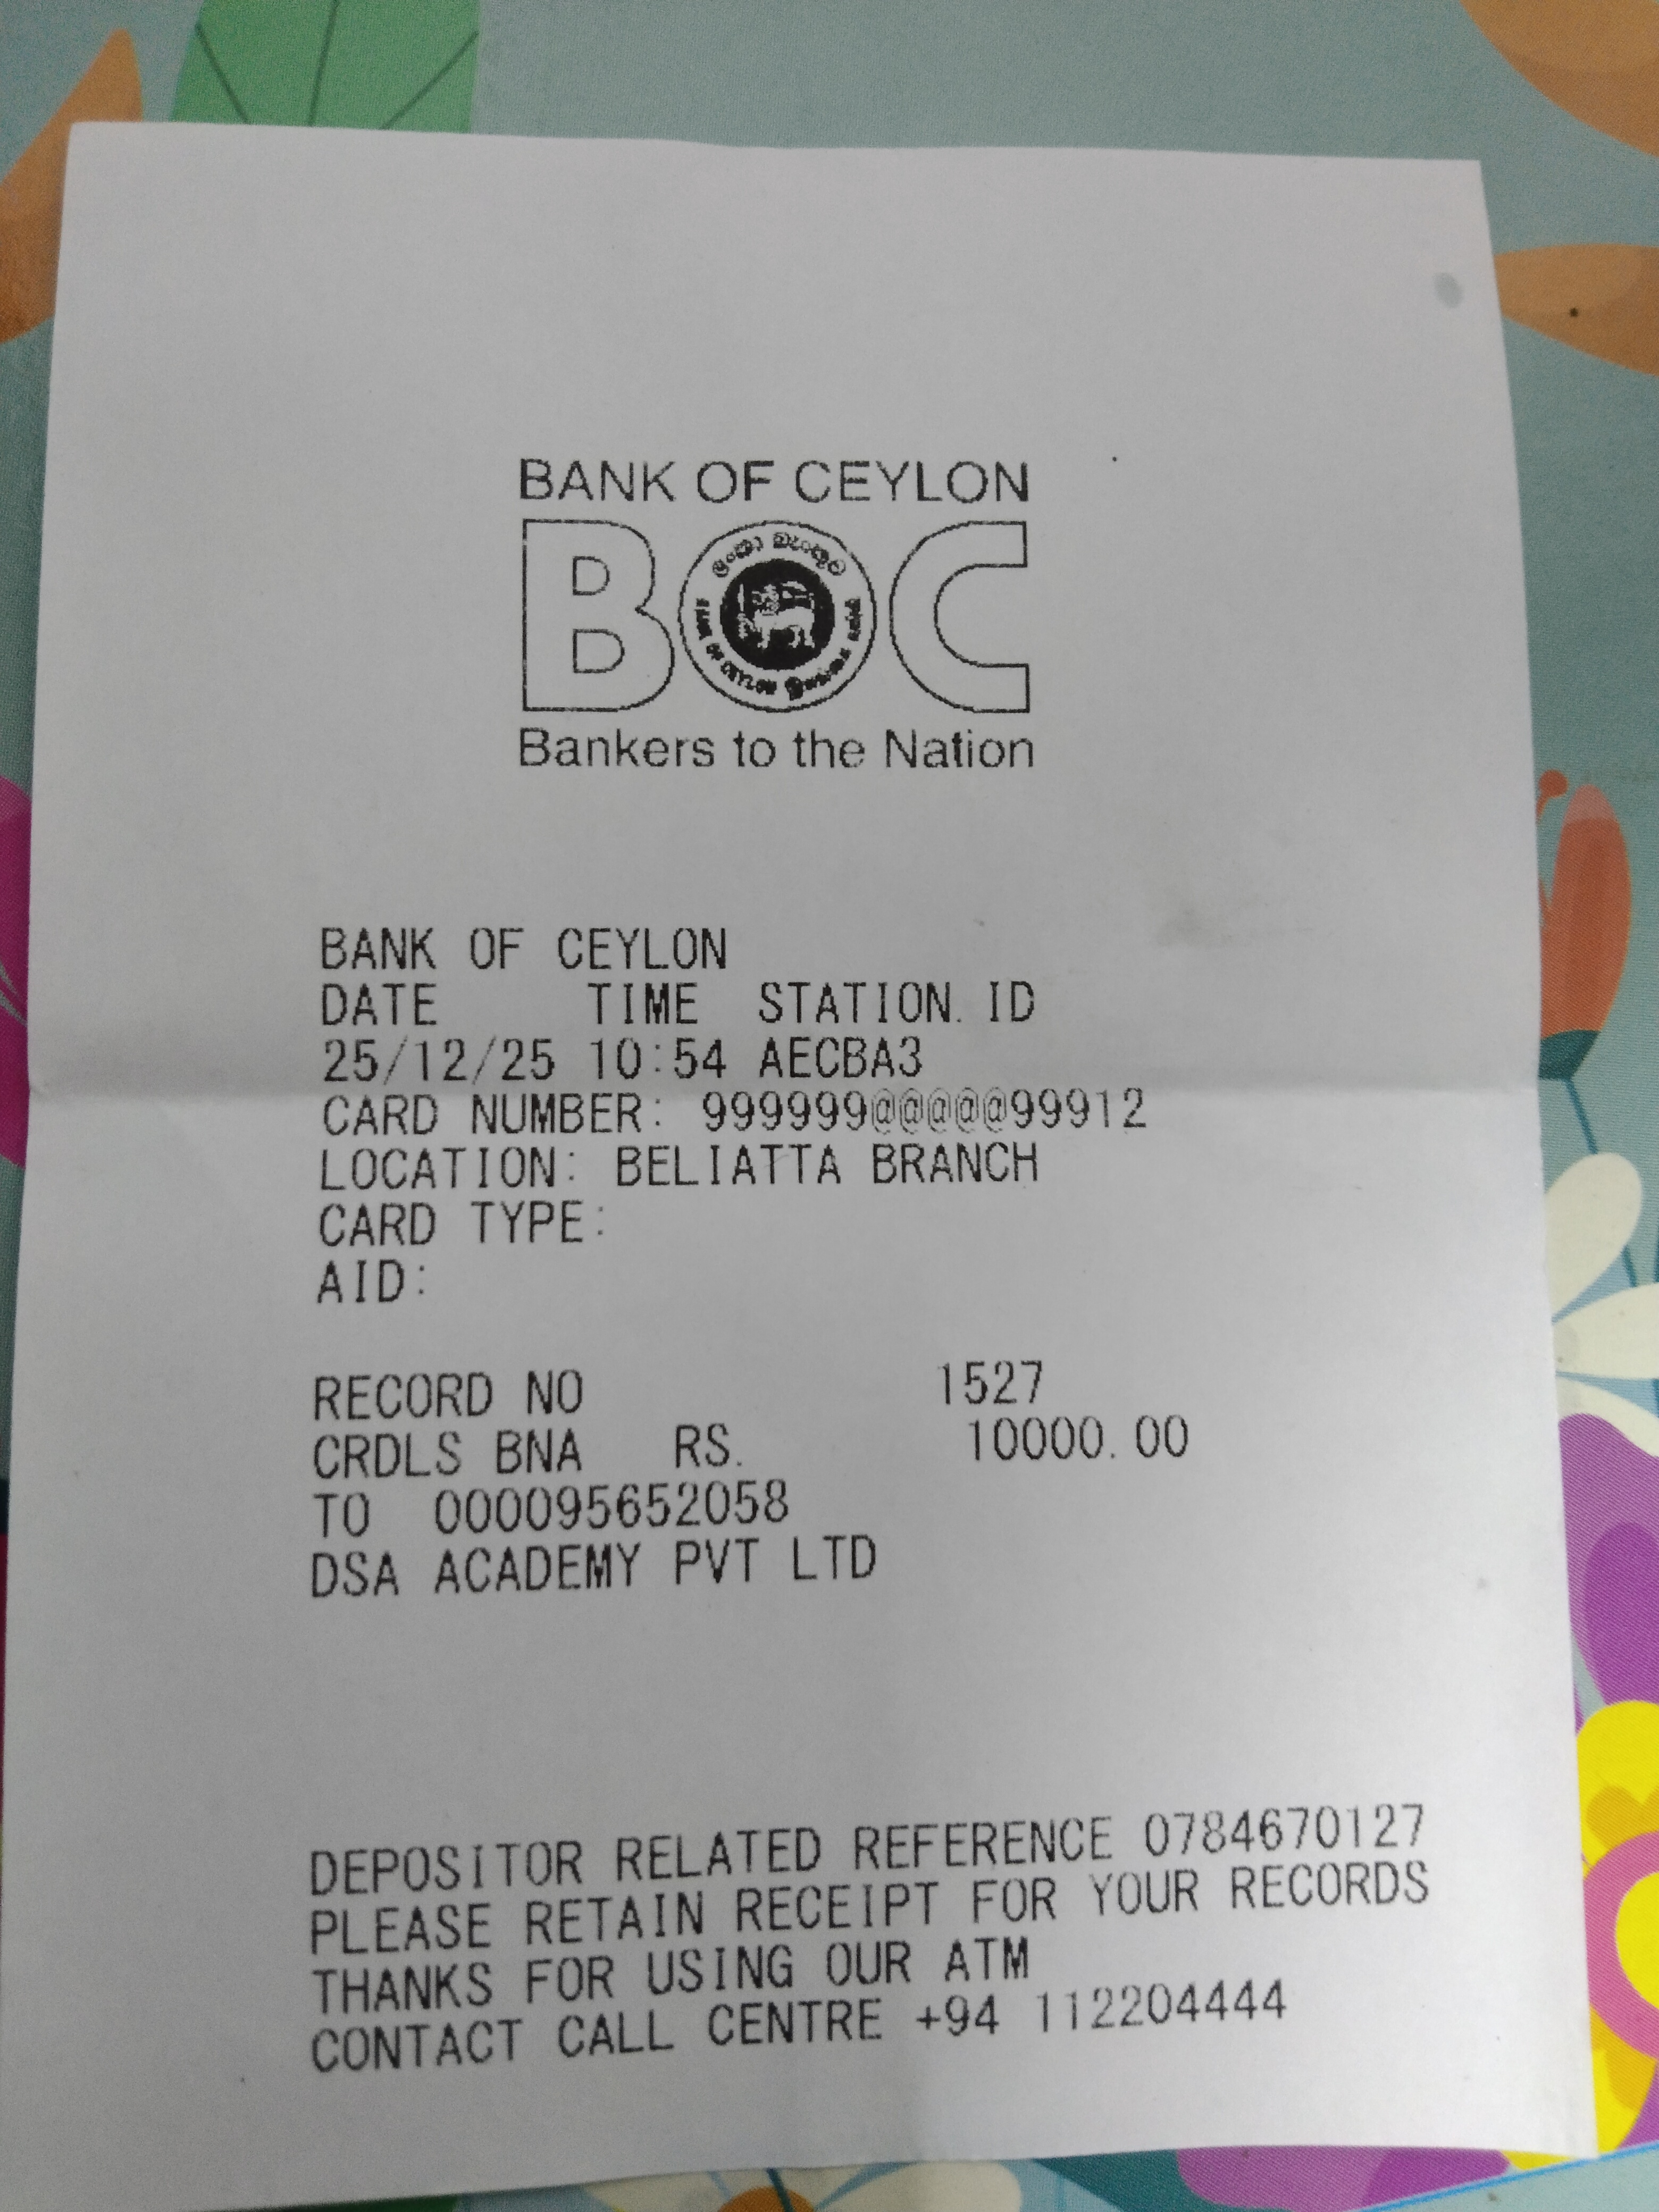 BANK OF CEYLON
BOC
ලංකා බැංකුව
BANK OF CEYLON
Bankers to the Nation
BANK OF CEYLON
DATE TIME STATION. ID
25/12/25 10:54 AECBA3
CARD NUMBER: 999999@@@@@99912
LOCATION: BELIATTA BRANCH
CARD TYPE:
AID:
RECORD NO 1527
CRDLS BNA RS. 10000.00
TO 000095652058
DSA ACADEMY PVT LTD
DEPOSITOR RELATED REFERENCE 0784670127
PLEASE RETAIN RECEIPT FOR YOUR RECORDS
THANKS FOR USING OUR ATM
CONTACT CALL CENTRE +94 112204444